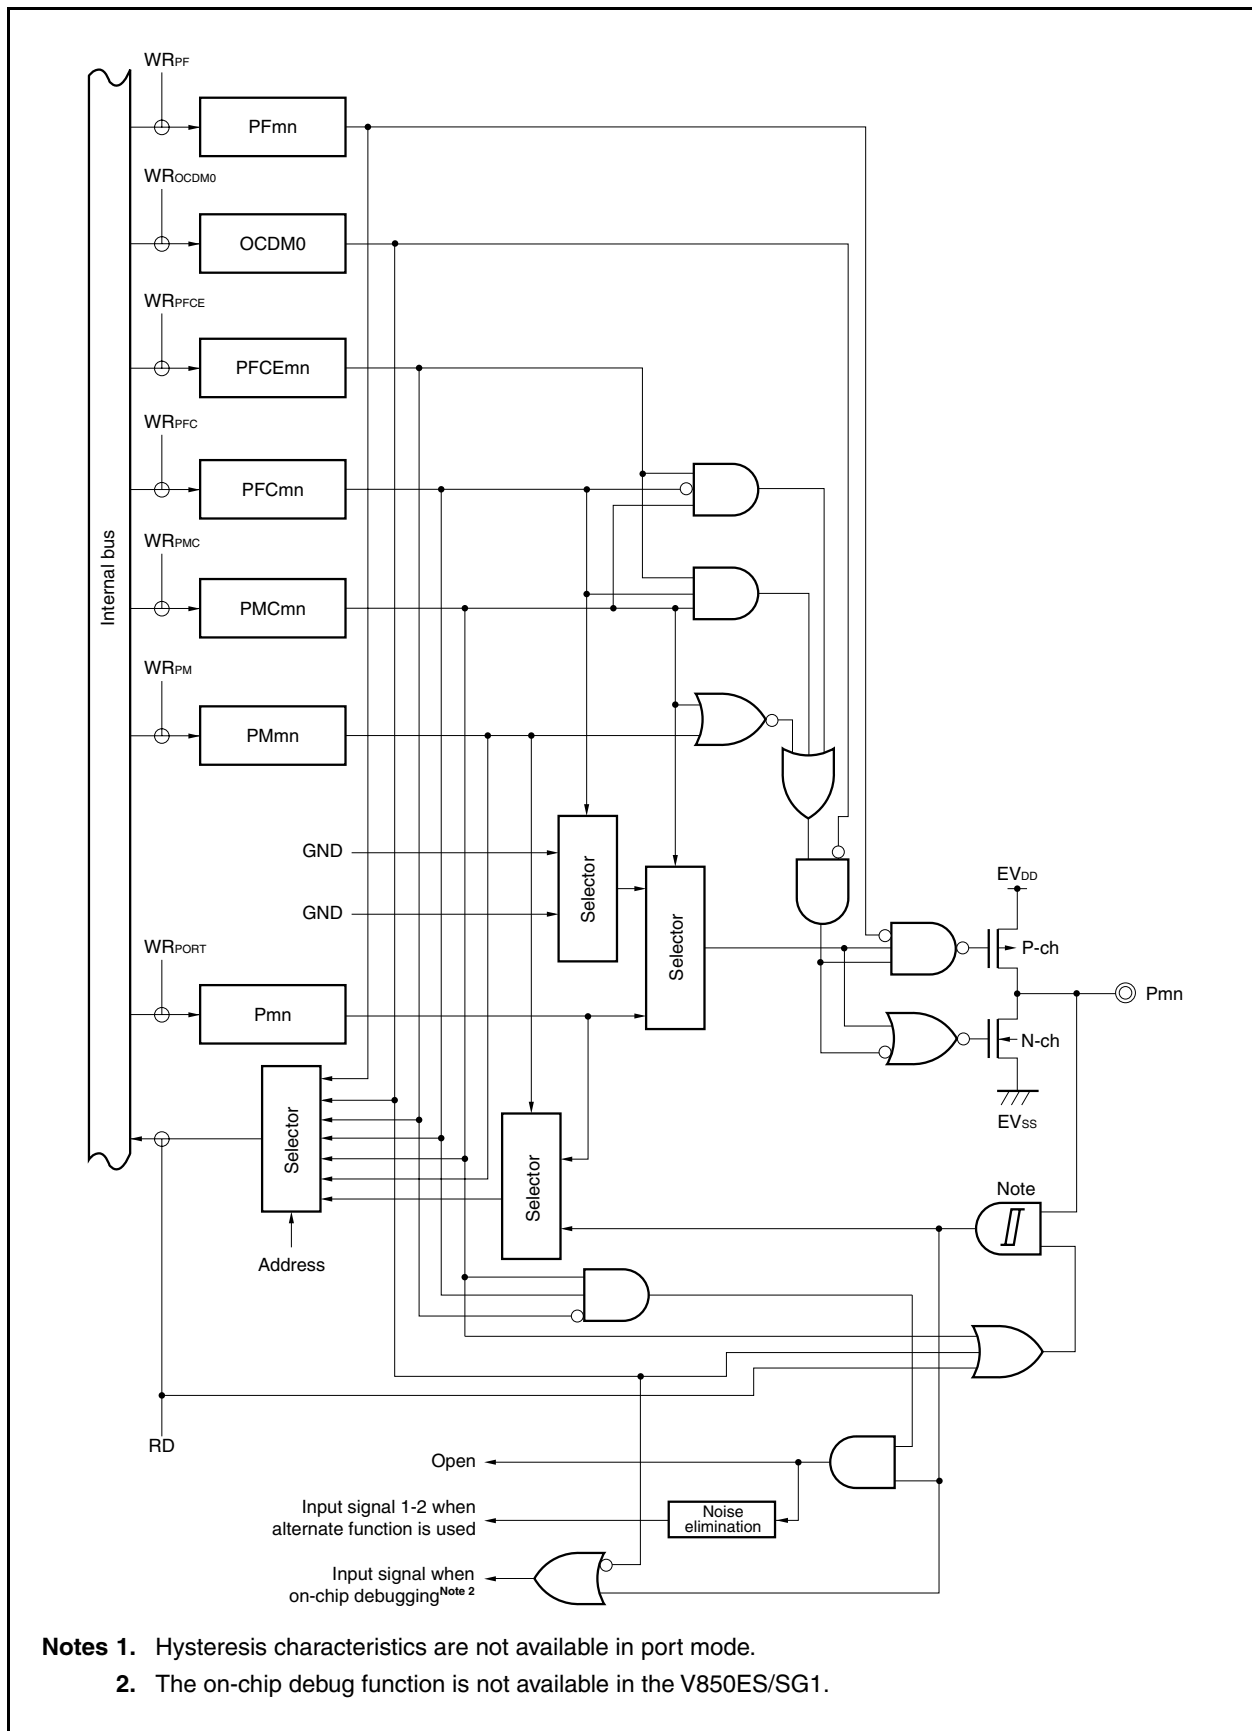 WRPF
PFmn
WROCDM0
OCDM0
WRPFCE
PFCEmn
WRPFC
PFCmn
Internal bus
WRPMC
PMCmn
WRPM
PMmn
GND
GND
Selector
Selector
EVDD
P-ch
WRPORT
Pmn
Pmn
N-ch
EVSS
Selector
Selector
Note
Address
RD
Open
Input signal 1-2 when
alternate function is used
Noise
elimination
Input signal when
on-chip debuggingNote 2
Notes 1. Hysteresis characteristics are not available in port mode.
2. The on-chip debug function is not available in the V850ES/SG1.